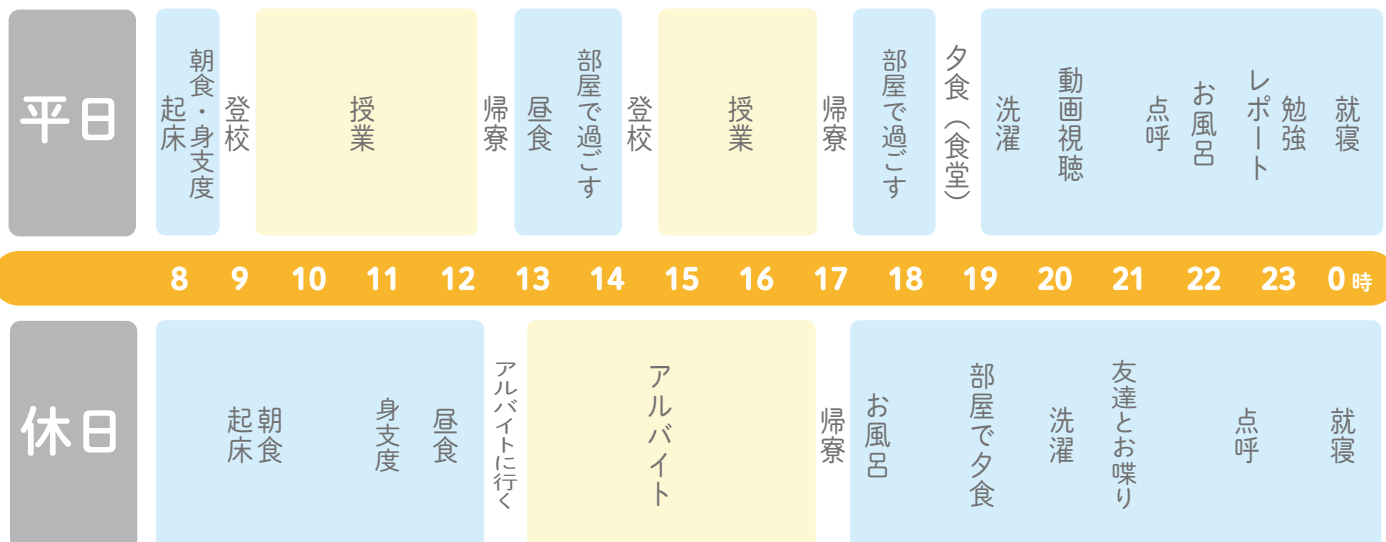 平日
起床
朝食・身支度
登校
授業
帰寮
昼食
部屋で過ごす
登校
授業
帰寮
部屋で過ごす
夕食（食堂）
洗濯
動画視聴
点呼
お風呂
レポート
勉強
就寝
8 9 10 11 12 13 14 15 16 17 18 19 20 21 22 23 0時
休日
起床
朝食
身支度
昼食
アルバイトに行く
アルバイト
帰寮
お風呂
部屋で夕食
洗濯
友達とお喋り
点呼
就寝